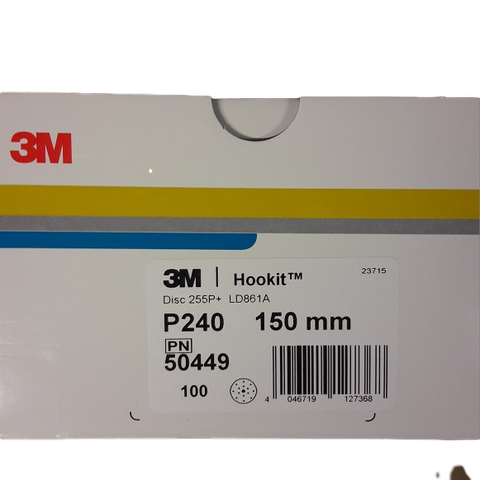 3M
3M | Hookit™ 23715
Disc 255P+ LD861A
P240 150 mm
PN
50449
100
4 046719 127368